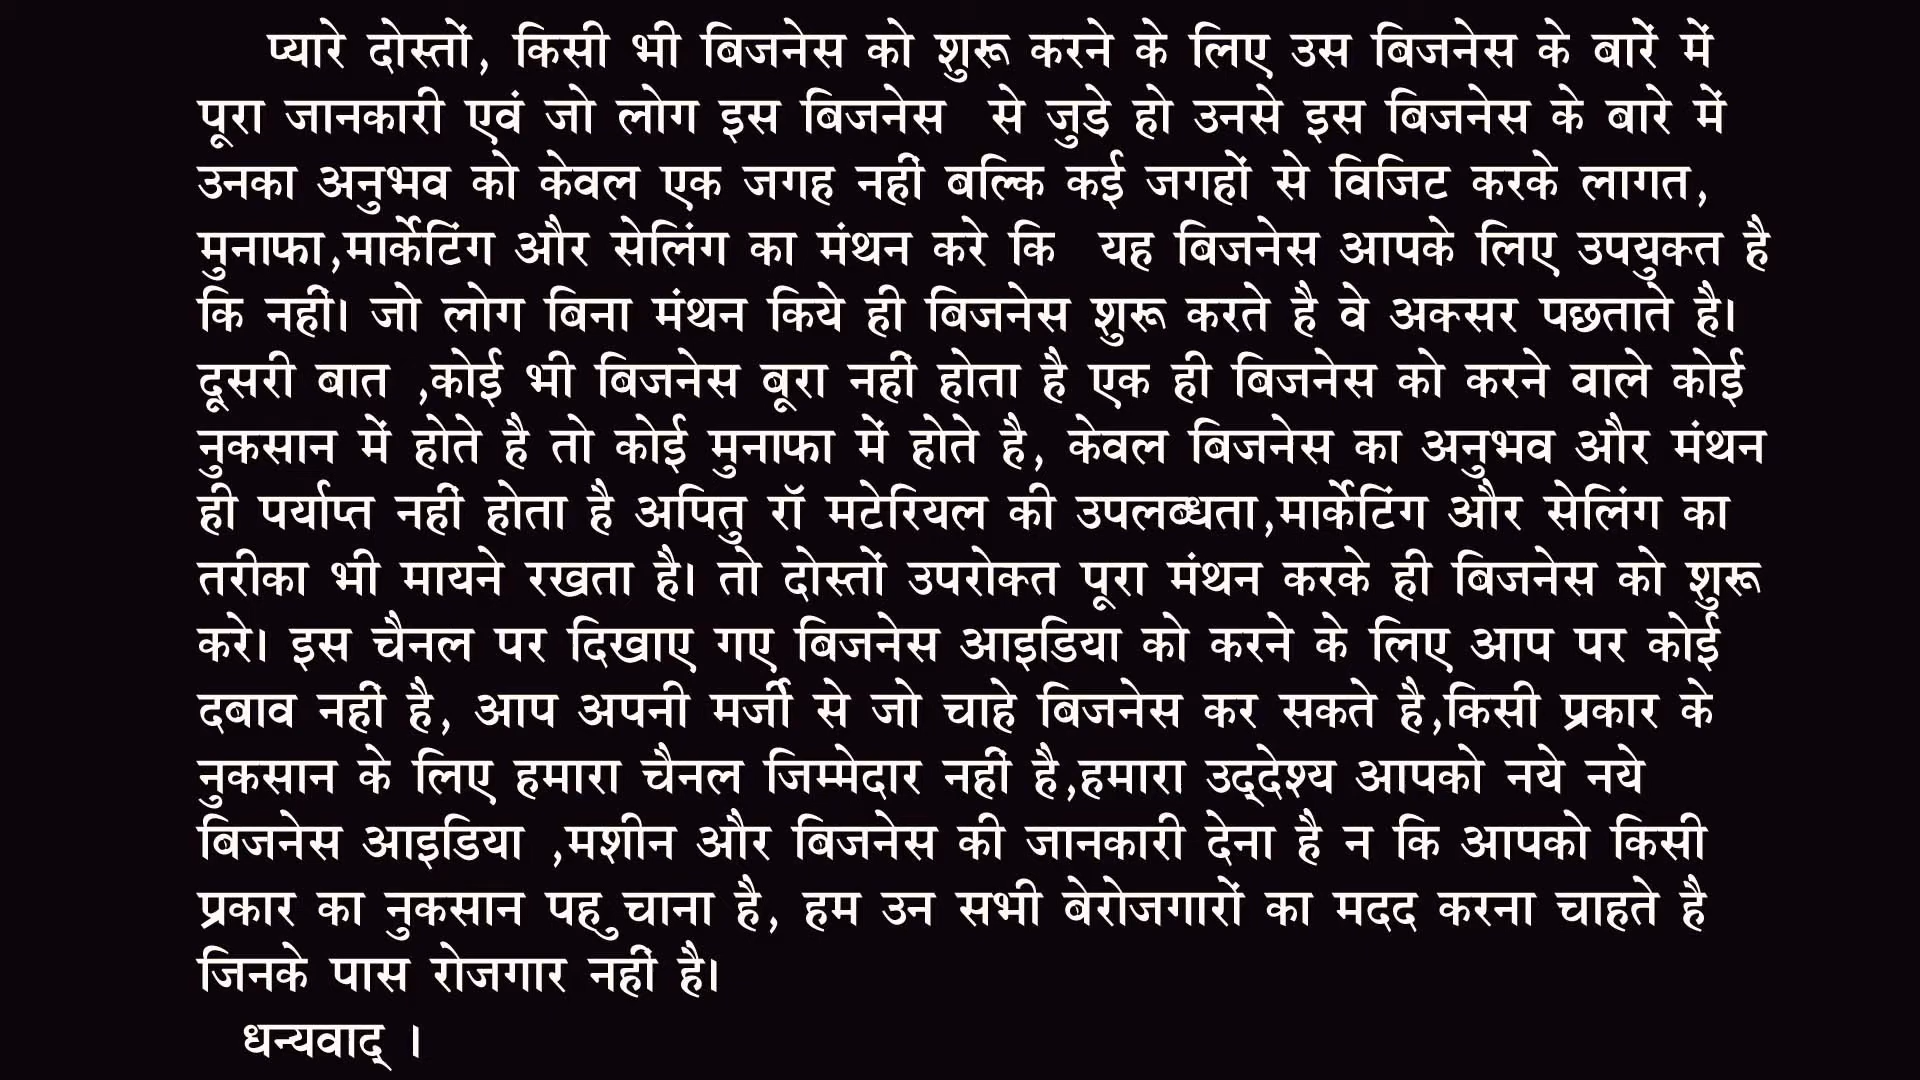 प्यारे दोस्तों, किसी भी बिजनेस को शुरू करने के लिए उस बिजनेस के बारें में
पूरा जानकारी एवं जो लोग इस बिजनेस से जुड़े हो उनसे इस बिजनेस के बारे में
उनका अनुभव को केवल एक जगह नहीं बल्कि कई जगहों से विजिट करके लागत,
मुनाफा,मार्केटिंग और सेलिंग का मंथन करे कि यह बिजनेस आपके लिए उपयुक्त है
कि नहीं। जो लोग बिना मंथन किये ही बिजनेस शुरू करते है वे अक्सर पछताते है।
दूसरी बात ,कोई भी बिजनेस बूरा नहीं होता है एक ही बिजनेस को करने वाले कोई
नुकसान में होते है तो कोई मुनाफा में होते है, केवल बिजनेस का अनुभव और मंथन
ही पर्याप्त नहीं होता है अपितु रॉ मटेरियल की उपलब्धता,मार्केटिंग और सेलिंग का
तरीका भी मायने रखता है। तो दोस्तों उपरोक्त पूरा मंथन करके ही बिजनेस को शुरू
करे। इस चैनल पर दिखाए गए बिजनेस आइडिया को करने के लिए आप पर कोई
दबाव नहीं है, आप अपनी मर्जी से जो चाहे बिजनेस कर सकते है,किसी प्रकार के
नुकसान के लिए हमारा चैनल जिम्मेदार नहीं है,हमारा उद्देश्य आपको नये नये
बिजनेस आइडिया ,मशीन और बिजनेस की जानकारी देना है न कि आपको किसी
प्रकार का नुकसान पहुचाना है, हम उन सभी बेरोजगारों का मदद करना चाहते है
जिनके पास रोजगार नहीं है।
धन्यवाद् ।